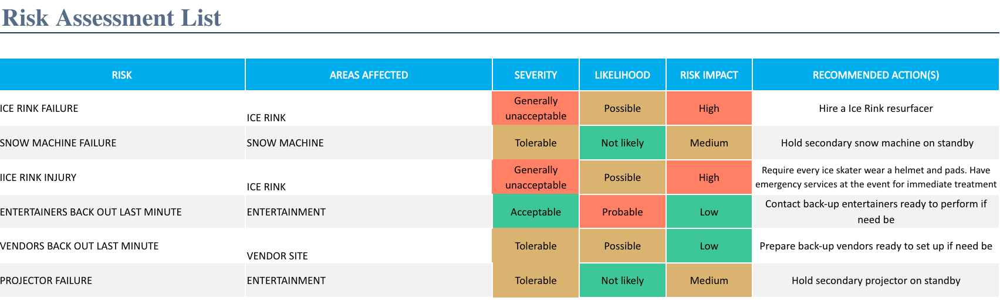 Risk Assessment List
RISK AREAS AFFECTED SEVERITY LIKELIHOOD RISK IMPACT RECOMMENDED ACTION(S)
ICE RINK FAILURE ICE RINK Generally Possible High Hire a Ice Rink resurfacer
unacceptable
SNOW MACHINE FAILURE SNOW MACHINE Tolerable Not likely Medium Hold secondary snow machine on standby
IICE RINK INJURY ICE RINK Generally Possible High Require every ice skater wear a helmet and pads. Have
unacceptable emergency services at the event for immediate treatment
ENTERTAINERS BACK OUT LAST MINUTE ENTERTAINMENT Acceptable Probable Low Contact back-up entertainers ready to perform if
need be
VENDORS BACK OUT LAST MINUTE VENDOR SITE Tolerable Possible Low Prepare back-up vendors ready to set up if need be
PROJECTOR FAILURE ENTERTAINMENT Tolerable Not likely Medium Hold secondary projector on standby